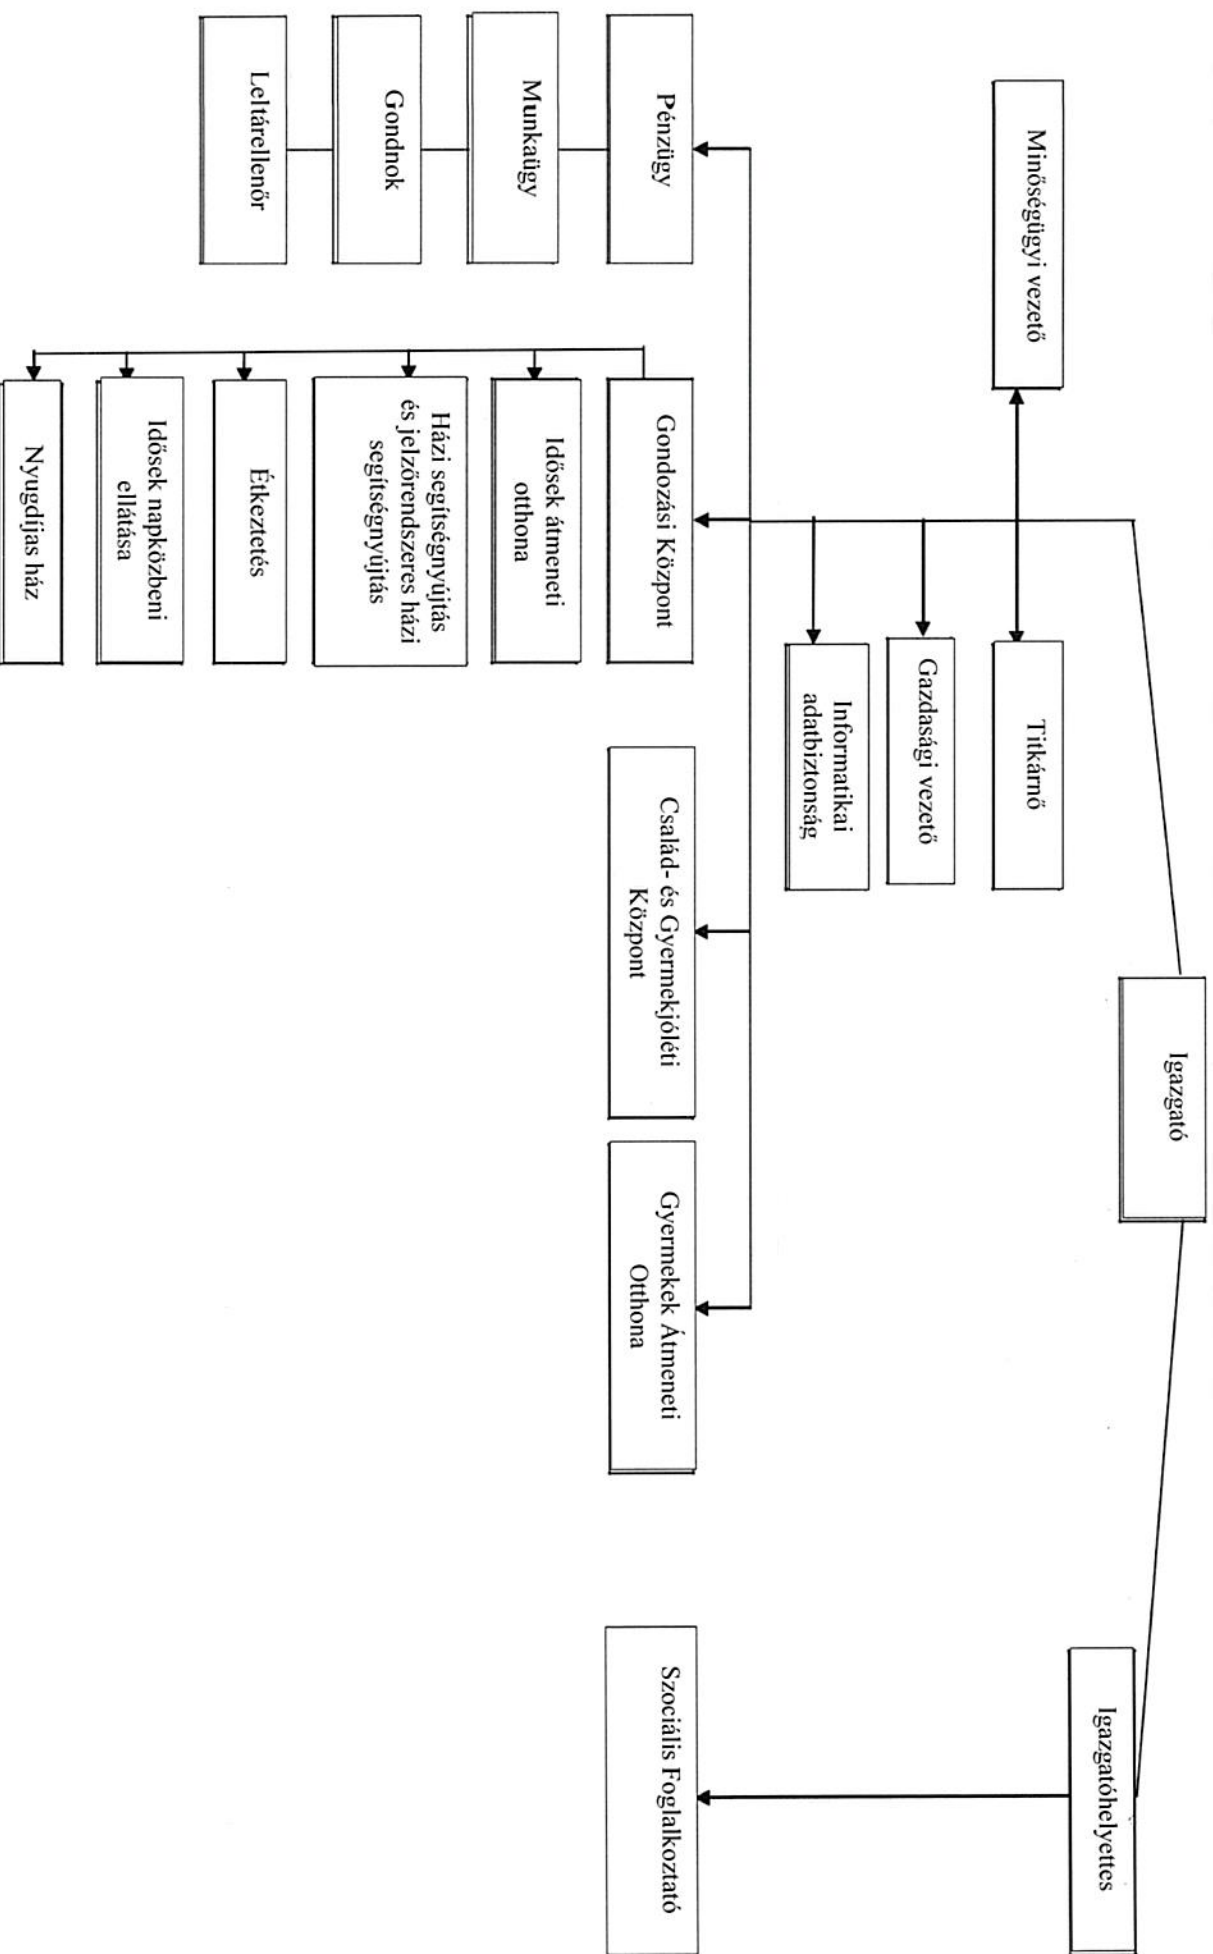 Igazgató
Igazgatóhelyettes
Minőségügyi vezető
Titkárnő
Gazdasági vezető
Informatikai
adatbiztonság
Pénzügy
Gondozási Központ
Család- és Gyermekjóléti
Központ
Gyermekek Átmeneti
Otthona
Szociális Foglalkoztató
Munkaügy
Gondnok
Leltárellenőr
Idősek átmeneti
otthona
Házi segítségnyújtás
és jelzőrendszeres házi
segítségnyújtás
Étkeztetés
Idősek napközbeni
ellátása
Nyugdíjas ház